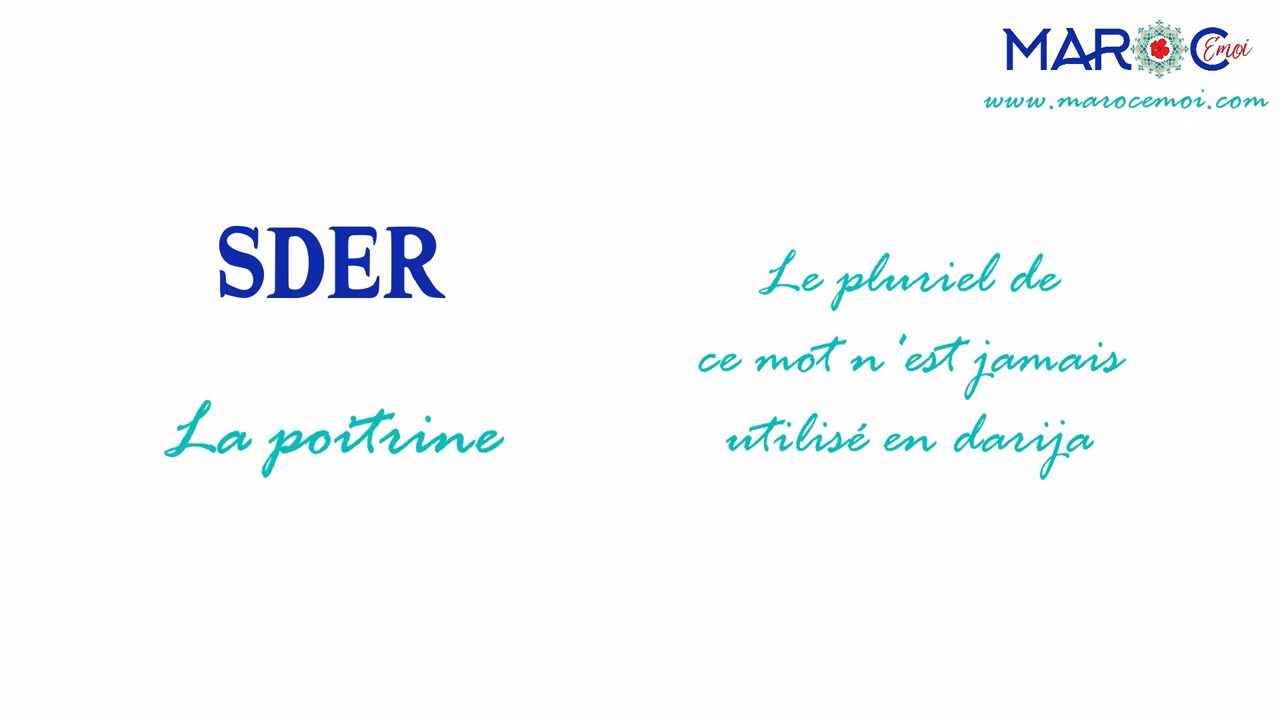 MAROC Emoi
www.marocemoi.com
SDER
La poitrine
Le pluriel de
ce mot n'est jamais
utilisé en darija